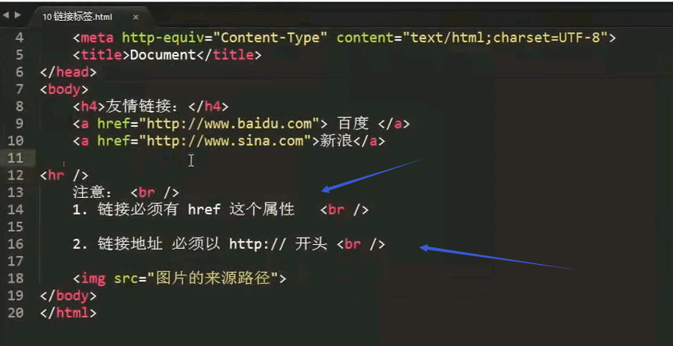 10 链接标签.html ×
4 <meta http-equiv="Content-Type" content="text/html;charset=UTF-8">
5 <title>Document</title>
6 </head>
7 <body>
8 <h4>友情链接：</h4>
9 <a href="http://www.baidu.com"> 百度 </a>
10 <a href="http://www.sina.com">新浪</a>
11
12 <hr />
13 注意： <br />
14 1. 链接必须有 href 这个属性 <br />
15
16 2. 链接地址 必须以 http:// 开头 <br />
17
18 <img src="图片的来源路径">
19 </body>
20 </html>